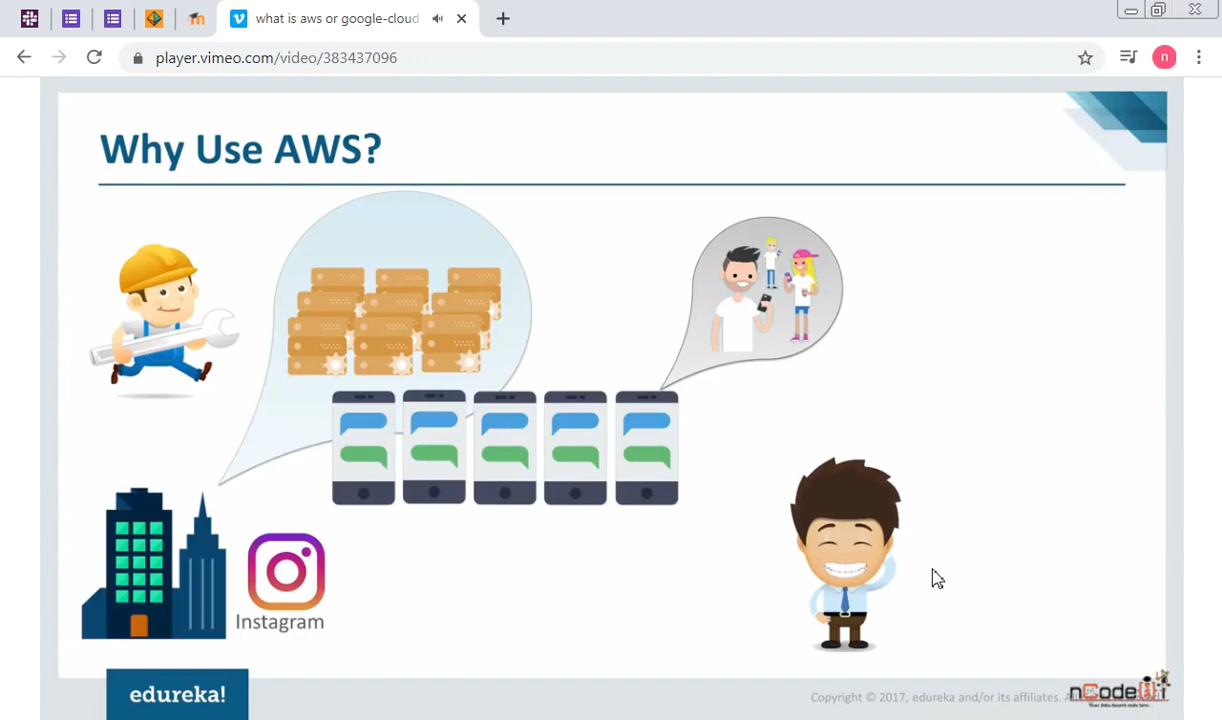 what is aws or google-cloud
player.vimeo.com/video/383437096
n
Why Use AWS?
Instagram
edureka!
Copyright © 2017, edureka and/or its affiliates.